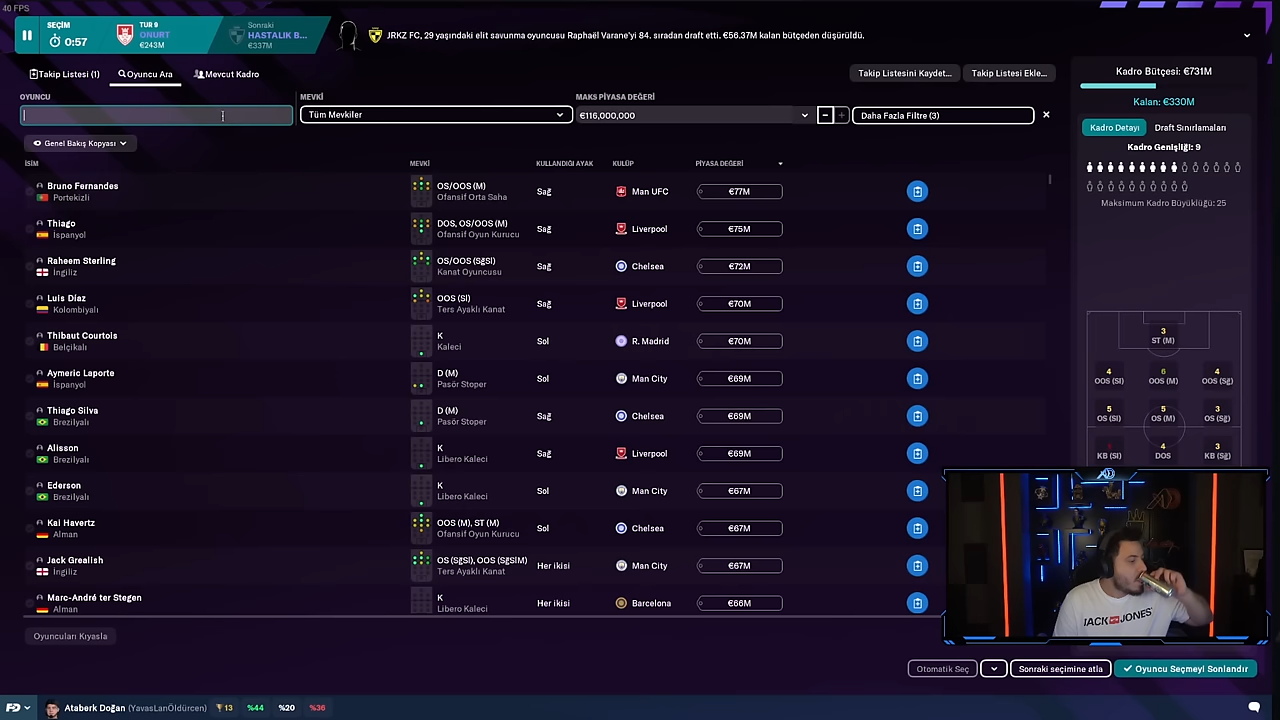 40 FPS
SEÇİM
0:57
TUR 9
ONURT
€243M
Sonraki
HASTALIK B...
€337M
JRKZ FC, 29 yaşındaki elit savunma oyuncusu Raphaël Varane'yi 84. sıradan draft etti, €56.37M kalan bütçeden düşürüldü.
Takip Listesi (1)
Oyuncu Ara
Mevcut Kadro
Takip Listesini Kaydet...
Takip Listesi Ekle...
OYUNCU
MEVKİ
MAKS PİYASA DEĞERİ
Tüm Mevkiler
€116,000,000
Daha Fazla Filtre (3)
Genel Bakış Kopyası
İSİM
MEVKİ
KULLANDIĞI AYAK
KULÜP
PİYASA DEĞERİ
Bruno Fernandes
Portekizli
OS/OOS (M)
Ofansif Orta Saha
Sağ
Man UFC
€77M
Thiago
İspanyol
DOS, OS/OOS (M)
Ofansif Oyun Kurucu
Sağ
Liverpool
€75M
Raheem Sterling
İngiliz
OS/OOS (SğSl)
Kanat Oyuncusu
Sağ
Chelsea
€72M
Luis Díaz
Kolombiyalı
OOS (Sl)
Ters Ayaklı Kanat
Sağ
Liverpool
€70M
Thibaut Courtois
Belçikalı
K
Kaleci
Sol
R. Madrid
€70M
Aymeric Laporte
İspanyol
D (M)
Pasör Stoper
Sol
Man City
€69M
Thiago Silva
Brezilyalı
D (M)
Pasör Stoper
Sağ
Chelsea
€69M
Alisson
Brezilyalı
K
Libero Kaleci
Sağ
Liverpool
€69M
Ederson
Brezilyalı
K
Libero Kaleci
Sol
Man City
€67M
Kai Havertz
Alman
OOS (M), ST (M)
Ofansif Oyun Kurucu
Sol
Chelsea
€67M
Jack Grealish
İngiliz
OS (SğSl), OOS (SğSlM)
Ters Ayaklı Kanat
Her ikisi
Man City
€67M
Marc-André ter Stegen
Alman
K
Libero Kaleci
Her ikisi
Barcelona
€66M
Oyuncuları Kıyasla
Kadro Bütçesi: €731M
Kalan: €330M
Kadro Detayı
Draft Sınırlamaları
Kadro Genişliği: 9
Maksimum Kadro Büyüklüğü: 25
3
ST (M)
4
OOS (Sl)
6
OOS (M)
4
OOS (Sğ)
5
OS (Sl)
5
OS (M)
3
OS (Sğ)
KB (Sl)
4
DOS
3
KB (Sğ)
JACK JONES
Otomatik Seç
Sonraki seçimine atla
Oyuncu Seçmeyi Sonlandır
FD
Ataberk Doğan (YavasLanÖldürcen)
13
%44
%20
%36